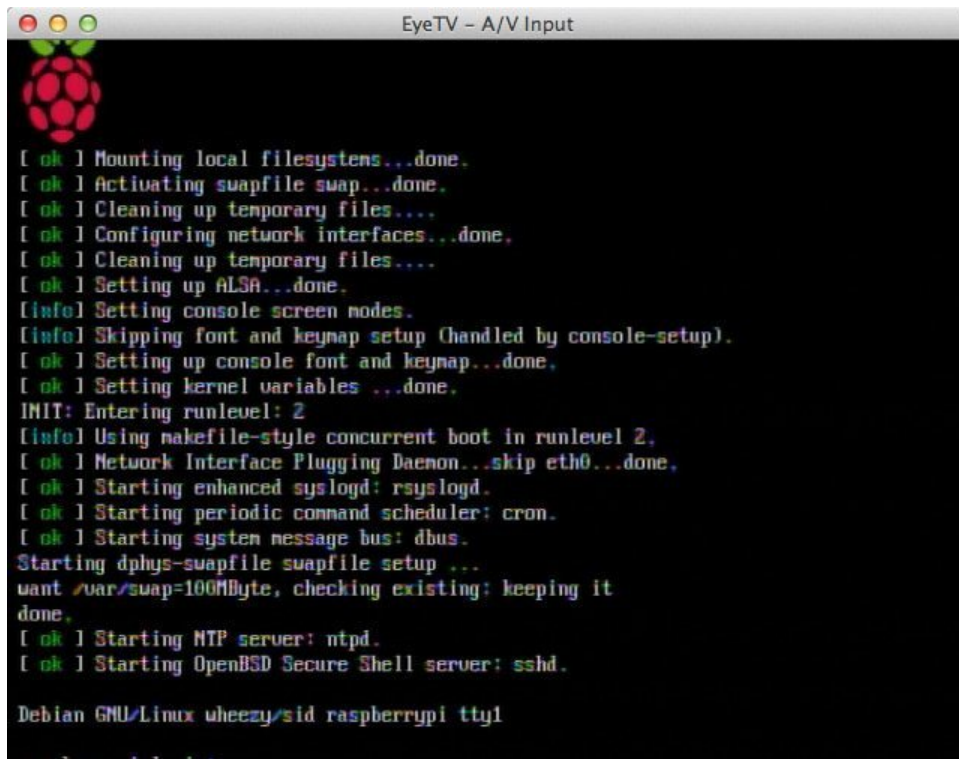 EyeTV – A/V Input
[ ok ] Mounting local filesystems...done.
[ ok ] Activating swapfile swap...done.
[ ok ] Cleaning up temporary files....
[ ok ] Configuring network interfaces...done.
[ ok ] Cleaning up temporary files....
[ ok ] Setting up ALSA...done.
[info] Setting console screen modes.
[info] Skipping font and keymap setup (handled by console-setup).
[ ok ] Setting up console font and keymap...done.
[ ok ] Setting kernel variables ...done.
INIT: Entering runlevel: 2
[info] Using makefile-style concurrent boot in runlevel 2.
[ ok ] Network Interface Plugging Daemon...skip eth0...done.
[ ok ] Starting enhanced syslogd: rsyslogd.
[ ok ] Starting periodic command scheduler: cron.
[ ok ] Starting system message bus: dbus.
Starting dphys-swapfile swapfile setup ...
want /var/swap=100MByte, checking existing: keeping it
done.
[ ok ] Starting NTP server: ntpd.
[ ok ] Starting OpenBSD Secure Shell server: sshd.
Debian GNU/Linux wheezy/sid raspberrypi tty1